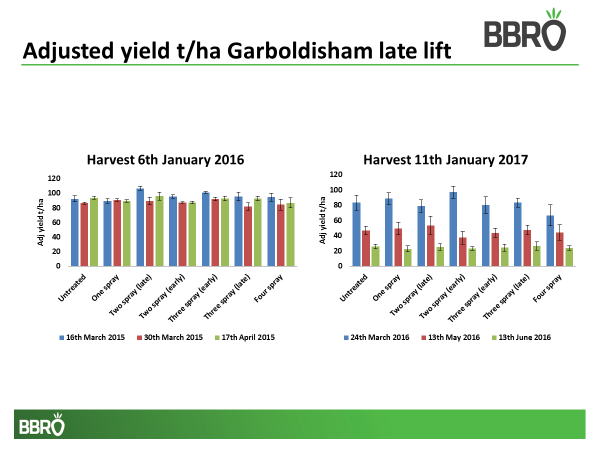 Adjusted yield t/ha Garboldisham late lift
BBRO
Harvest 6th January 2016
120
100
80
60
40
20
0
Adj yield t/ha
Untreated
One spray
Two spray (late)
Two spray (early)
Three spray (early)
Three spray (late)
Four spray
16th March 2015
30th March 2015
17th April 2015
Harvest 11th January 2017
120
100
80
60
40
20
0
Adj yield t/ha
Untreated
One spray
Two spray (late)
Two spray (early)
Three spray (early)
Three spray (late)
Four spray
24th March 2016
13th May 2016
13th June 2016
BBRO